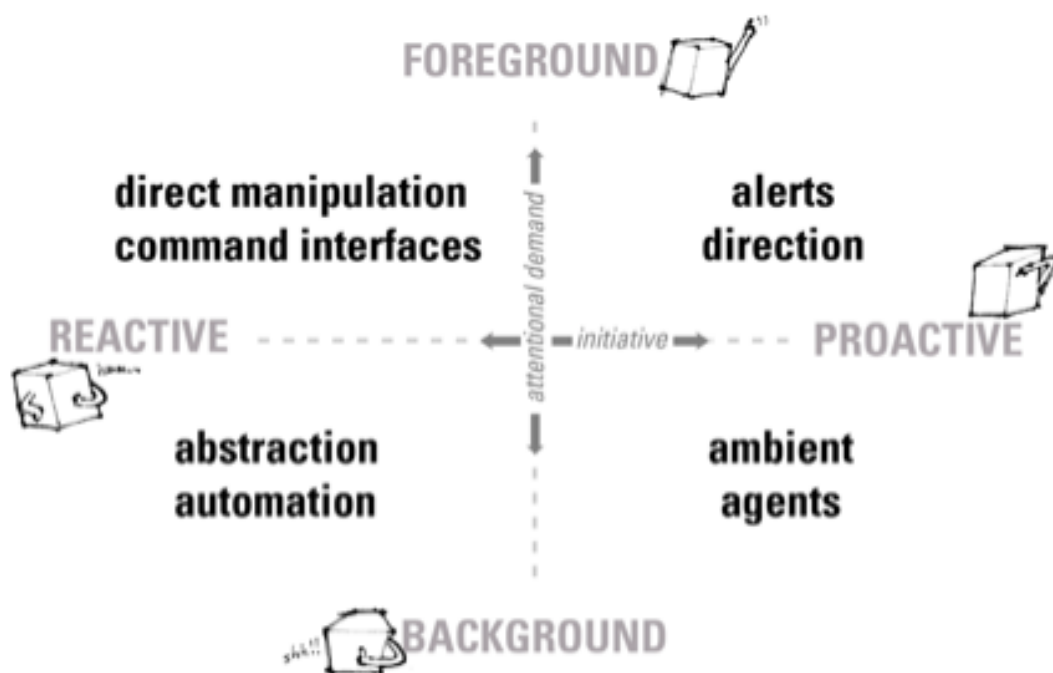 FOREGROUND
!!
direct manipulation
command interfaces
alerts
direction
attentional demand
REACTIVE
initiative
PROACTIVE
abstraction
automation
ambient
agents
shh!!
BACKGROUND